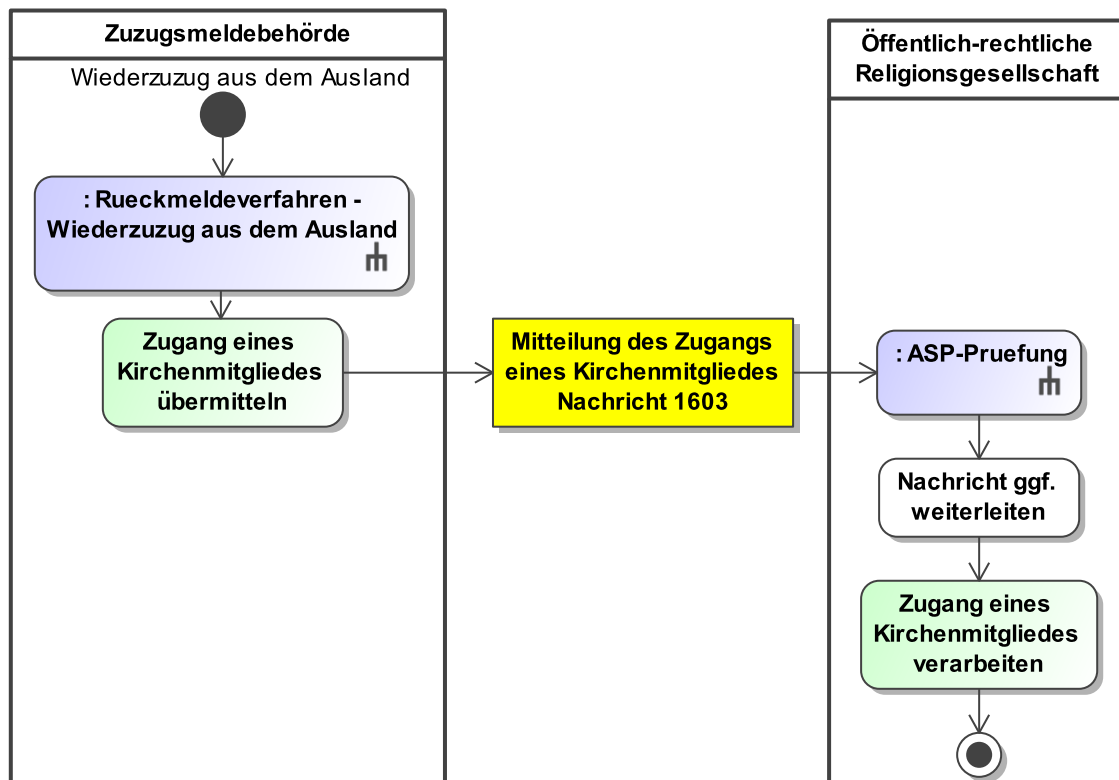 Zuzugsmeldebehörde
Wiederzuzug aus dem Ausland
: Rueckmeldeverfahren -
Wiederzuzug aus dem Ausland
Zugang eines
Kirchenmitgliedes
übermitteln
Mitteilung des Zugangs
eines Kirchenmitgliedes
Nachricht 1603
Öffentlich-rechtliche
Religionsgesellschaft
: ASP-Pruefung
Nachricht ggf.
weiterleiten
Zugang eines
Kirchenmitgliedes
verarbeiten